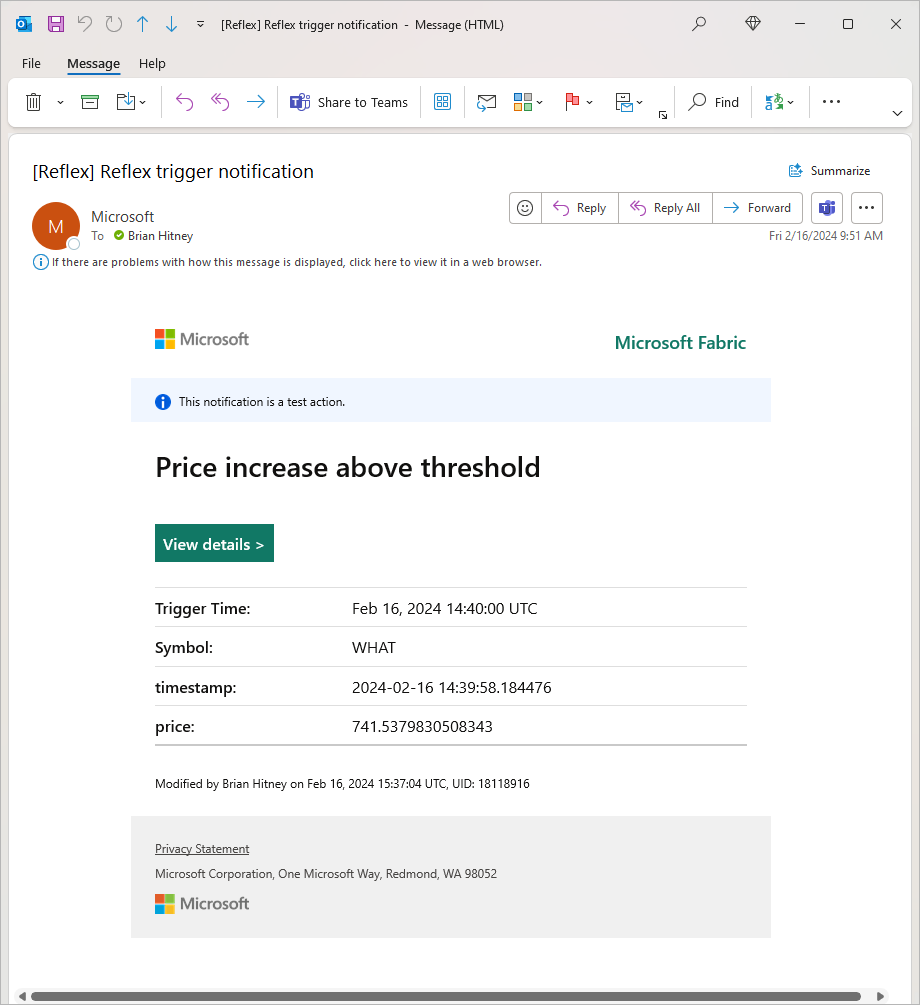 [Reflex] Reflex trigger notification - Message (HTML)
File Message Help
Share to Teams
Find
[Reflex] Reflex trigger notification
Summarize
M
Microsoft
To Brian Hitney
Reply Reply All Forward
Fri 2/16/2024 9:51 AM
If there are problems with how this message is displayed, click here to view it in a web browser.
Microsoft
Microsoft Fabric
This notification is a test action.
Price increase above threshold
View details >
Trigger Time: Feb 16, 2024 14:40:00 UTC
Symbol: WHAT
timestamp: 2024-02-16 14:39:58.184476
price: 741.5379830508343
Modified by Brian Hitney on Feb 16, 2024 15:37:04 UTC, UID: 18118916
Privacy Statement
Microsoft Corporation, One Microsoft Way, Redmond, WA 98052
Microsoft